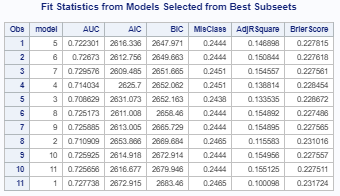 Fit Statistics from Models Selected from Best Subsets
Obs model AUC AIC BIC MisClass AdjRSquare BrierScore
1 5 0.722301 2616.336 2647.971 0.2444 0.146898 0.227815
2 6 0.72673 2612.756 2649.663 0.2444 0.150844 0.227618
3 7 0.729576 2609.485 2651.665 0.2451 0.154557 0.227561
4 4 0.714034 2625.7 2652.062 0.2451 0.138814 0.228454
5 3 0.708629 2631.073 2652.163 0.2438 0.133535 0.228672
6 8 0.725173 2611.008 2658.46 0.2444 0.154892 0.227486
7 9 0.725885 2613.005 2665.729 0.2444 0.154895 0.227565
8 2 0.710909 2653.866 2669.684 0.2465 0.115583 0.231016
9 10 0.725925 2614.918 2672.914 0.2444 0.154956 0.227557
10 11 0.725656 2616.677 2679.946 0.2444 0.155125 0.227511
11 1 0.727738 2672.915 2683.46 0.2465 0.100098 0.231724